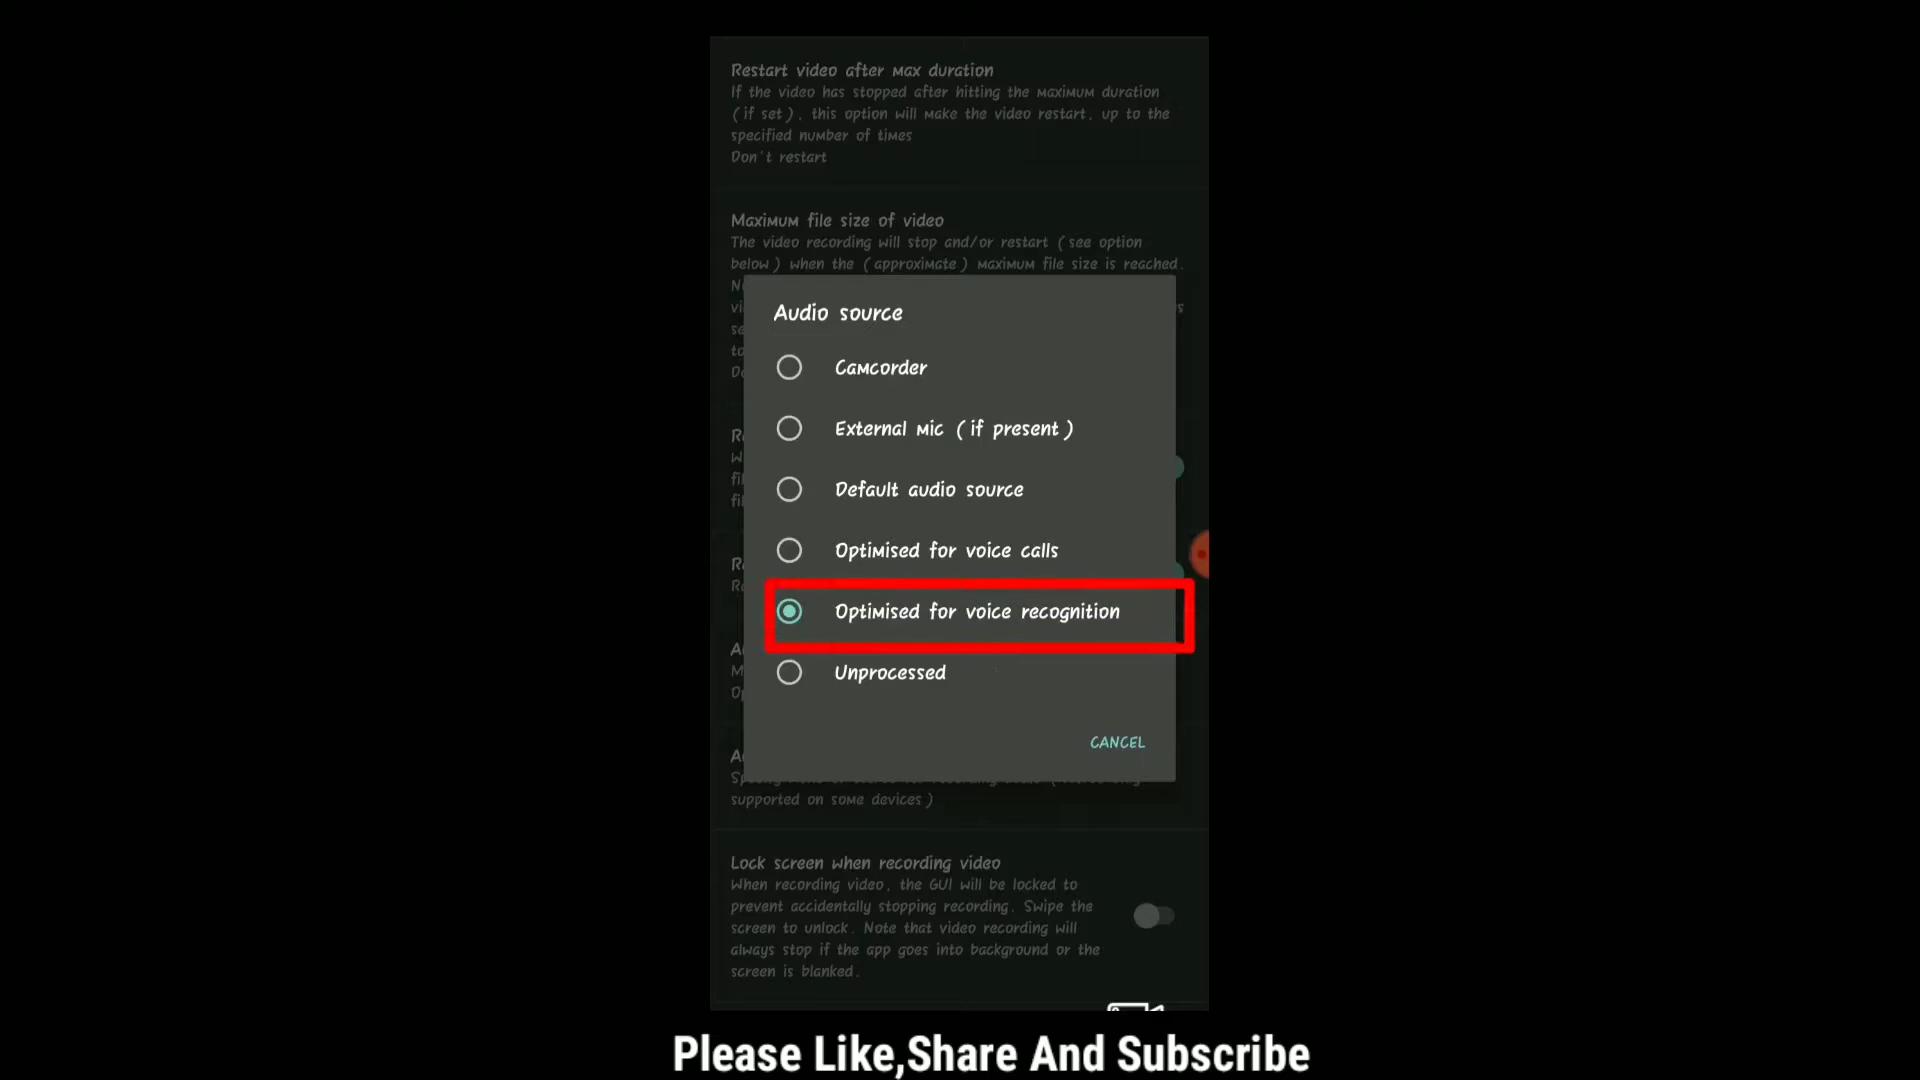 Restart video after max duration
If the video has stopped after hitting the maximum duration
(if set), this option will make the video restart, up to the
specified number of times
Don't restart
Maximum file size of video
The video recording will stop and/or restart (see option
below) when the (approximate) maximum file size is reached.
Audio source
Camcorder
External mic (if present)
Default audio source
Optimised for voice calls
Optimised for voice recognition
Unprocessed
CANCEL
supported on some devices)
Lock screen when recording video
When recording video, the GUI will be locked to
prevent accidentally stopping recording. Swipe the
screen to unlock. Note that video recording will
always stop if the app goes into background or the
screen is blanked.
Please Like,Share And Subscribe